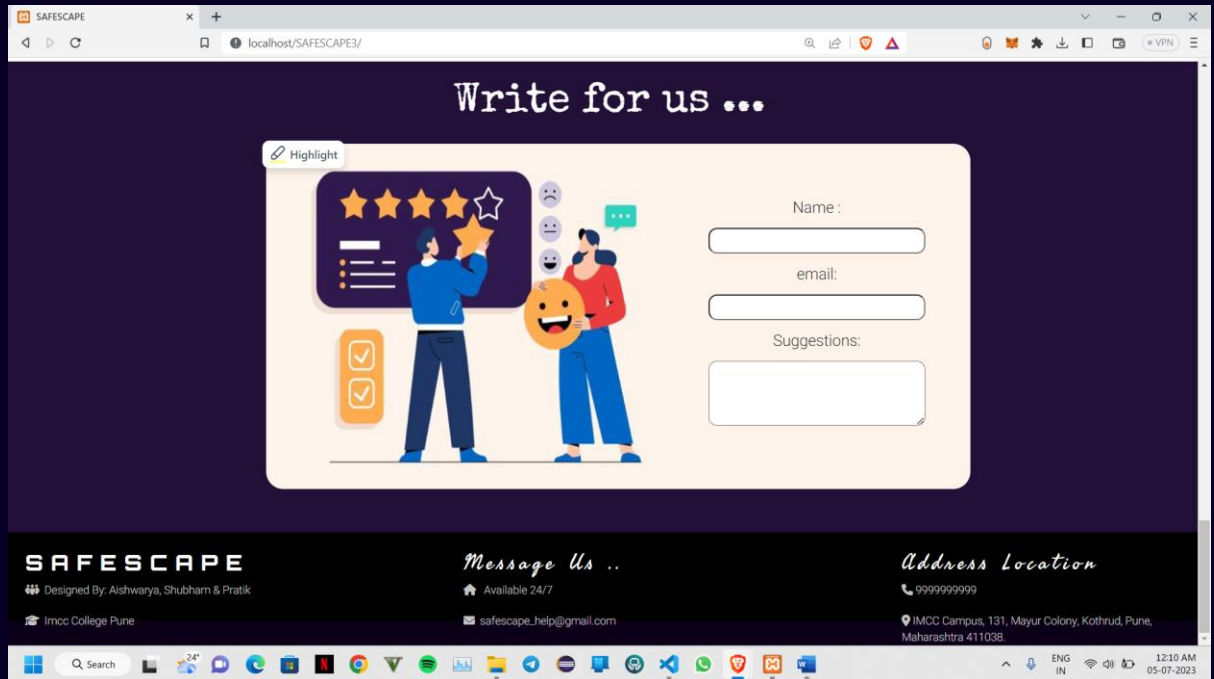 SAFESCAPE
localhost/SAFESCAPE3/
VPN
Write for us ...
Highlight
Name :
email:
Suggestions:
SAFESCAPE
Designed By: Aishwarya, Shubham & Pratik
Imcc College Pune
Message Us ..
Available 24/7
safescape_help@gmail.com
Address Location
9999999999
IMCC Campus, 131, Mayur Colony, Kothrud, Pune,
Maharashtra 411038.
Search
24°
ENG
IN
12:10 AM
05-07-2023